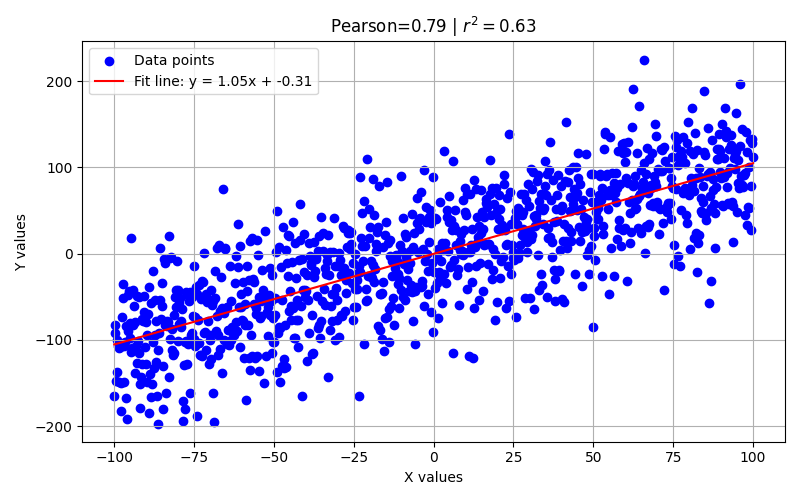 Pearson=0.79 | r² = 0.63
Data points
Fit line: y = 1.05x + -0.31
Y values
200
100
0
−100
−200
−100 −75 −50 −25 0 25 50 75 100
X values